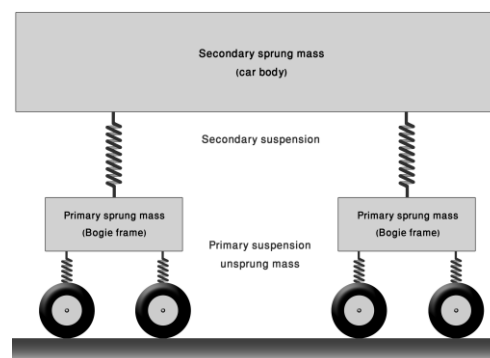 Secondary sprung mass
(car body)
Secondary suspension
Primary sprung mass
(Bogie frame)
Primary sprung mass
(Bogie frame)
Primary suspension
unsprung mass